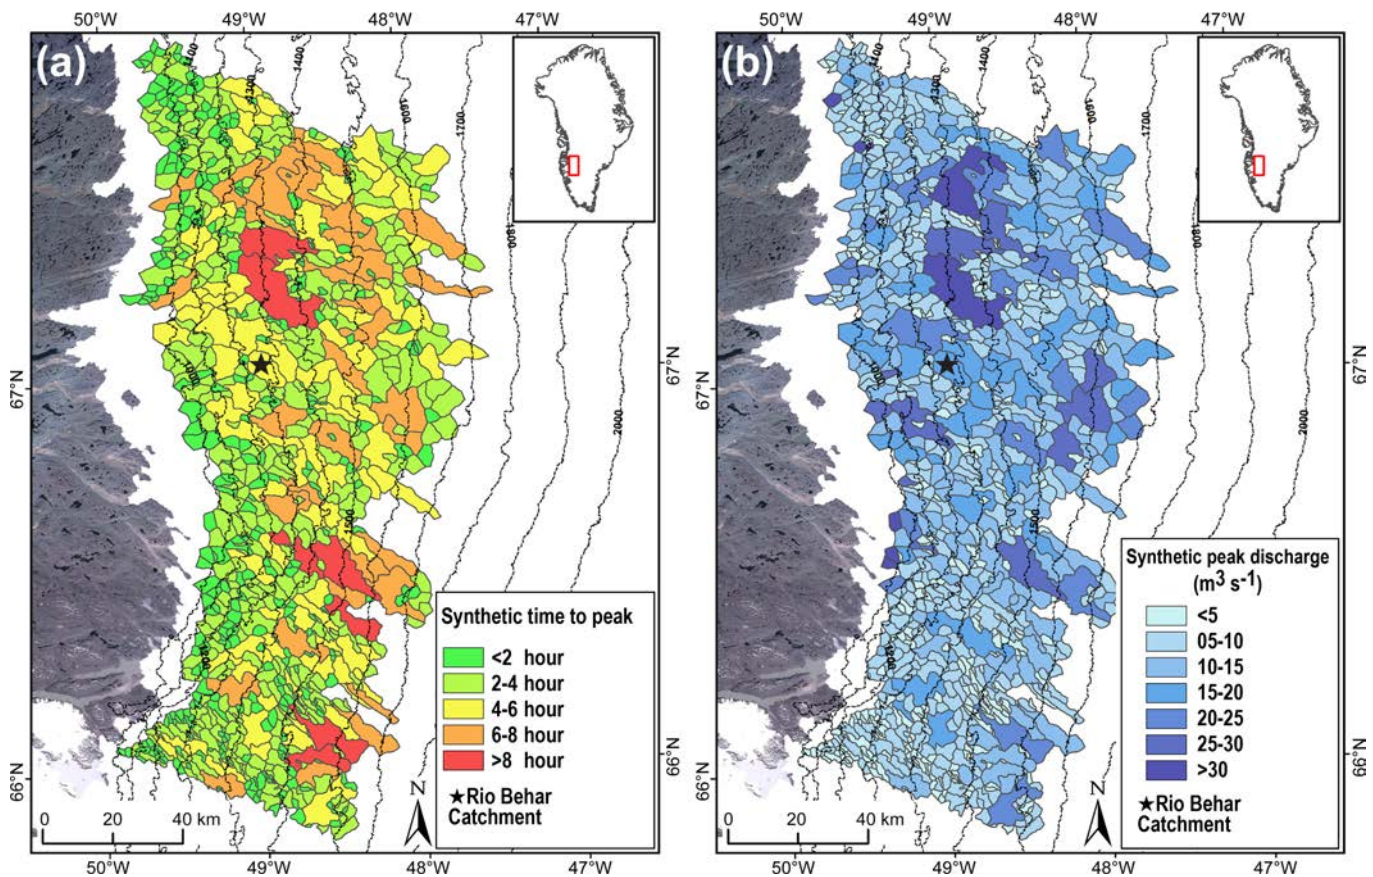 50°W 49°W 48°W 47°W
50°W 49°W 48°W 47°W
(a)
1100
1300
1400
1600
1700
1800
2000
1500
67°N
66°N
Synthetic time to peak
<2 hour
2-4 hour
4-6 hour
6-8 hour
>8 hour
★Rio Behar
Catchment
N
0 20 40 km
50°W 49°W 48°W 47°W
(b)
1100
1300
1400
1600
1700
1800
2000
1500
67°N
67°N
66°N
66°N
Synthetic peak discharge
(m³ s-1)
<5
05-10
10-15
15-20
20-25
25-30
>30
★Rio Behar
Catchment
N
0 20 40 km
50°W 49°W 48°W 47°W
50°W 49°W 48°W 47°W